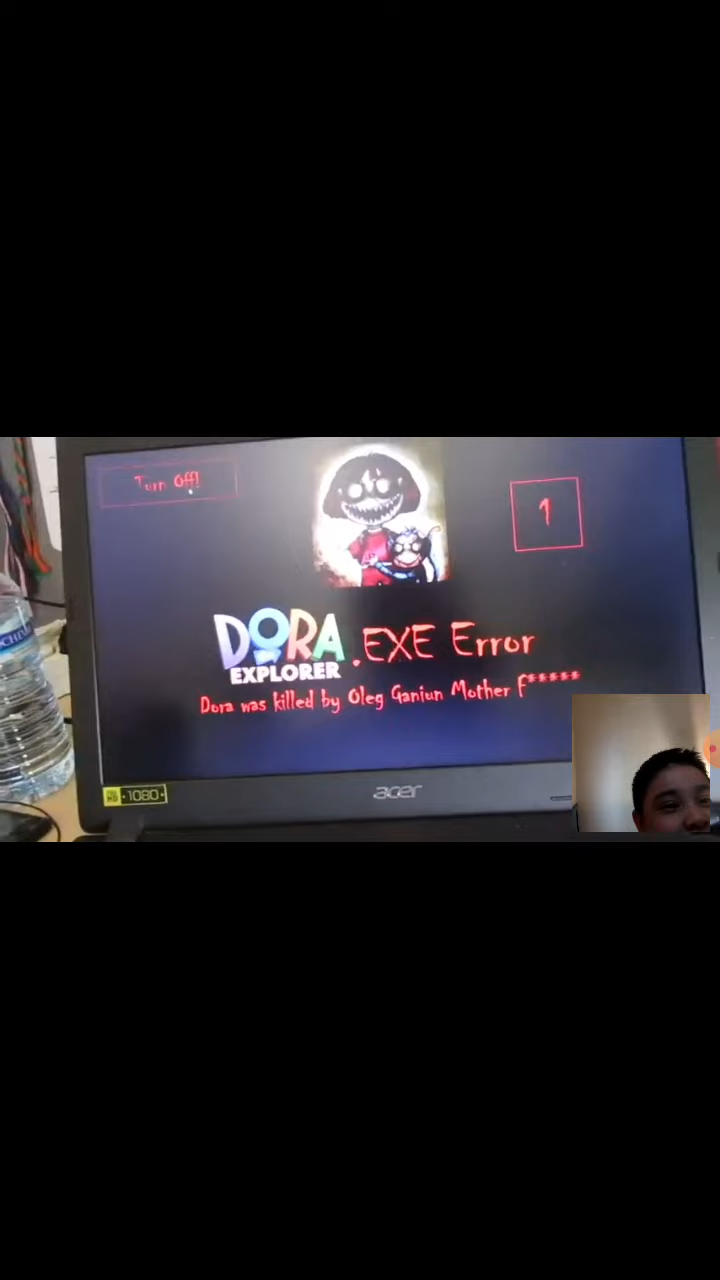 Turn Off!
1
DORA .EXE Error
EXPLORER
Dora was killed by Oleg Ganiun Mother F*****
1080
acer